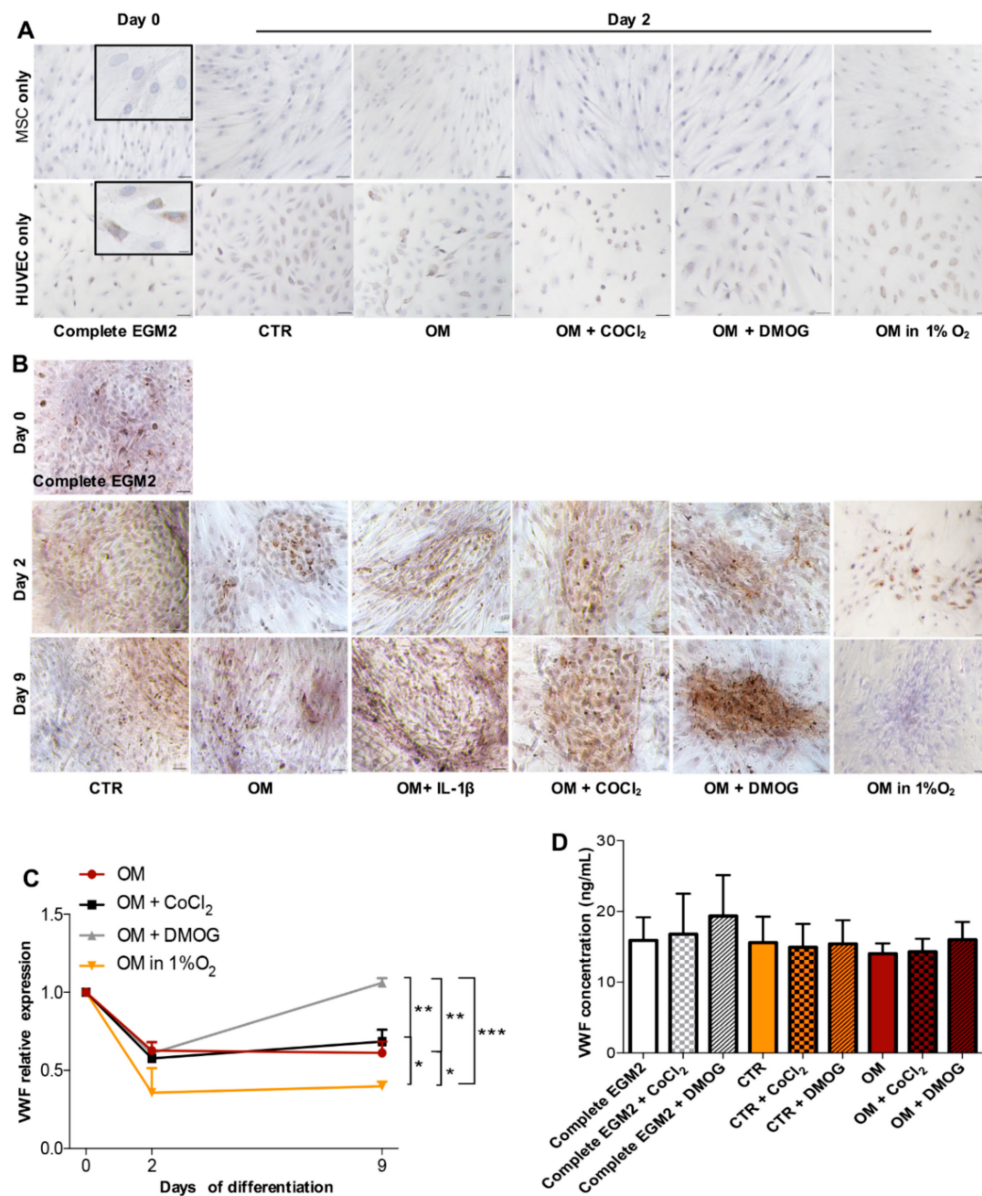 A
Day 0
Day 2
MSC only
HUVEC only
Complete EGM2
CTR
OM
OM + COCl₂
OM + DMOG
OM in 1% O₂
B
Day 0
Complete EGM2
Day 2
Day 9
CTR
OM
OM+ IL-1β
OM + COCl₂
OM + DMOG
OM in 1%O₂
C
OM
OM + CoCl₂
OM + DMOG
OM in 1%O₂
VWF relative expression
1.5
1.0
0.5
0.0
0
2
9
Days of differentiation
**
*
**
*
***
D
VWF concentration (ng/mL)
30
20
10
0
Complete EGM2
Complete EGM2 + CoCl₂
Complete EGM2 + DMOG
CTR
CTR + CoCl₂
CTR + DMOG
OM
OM + CoCl₂
OM + DMOG